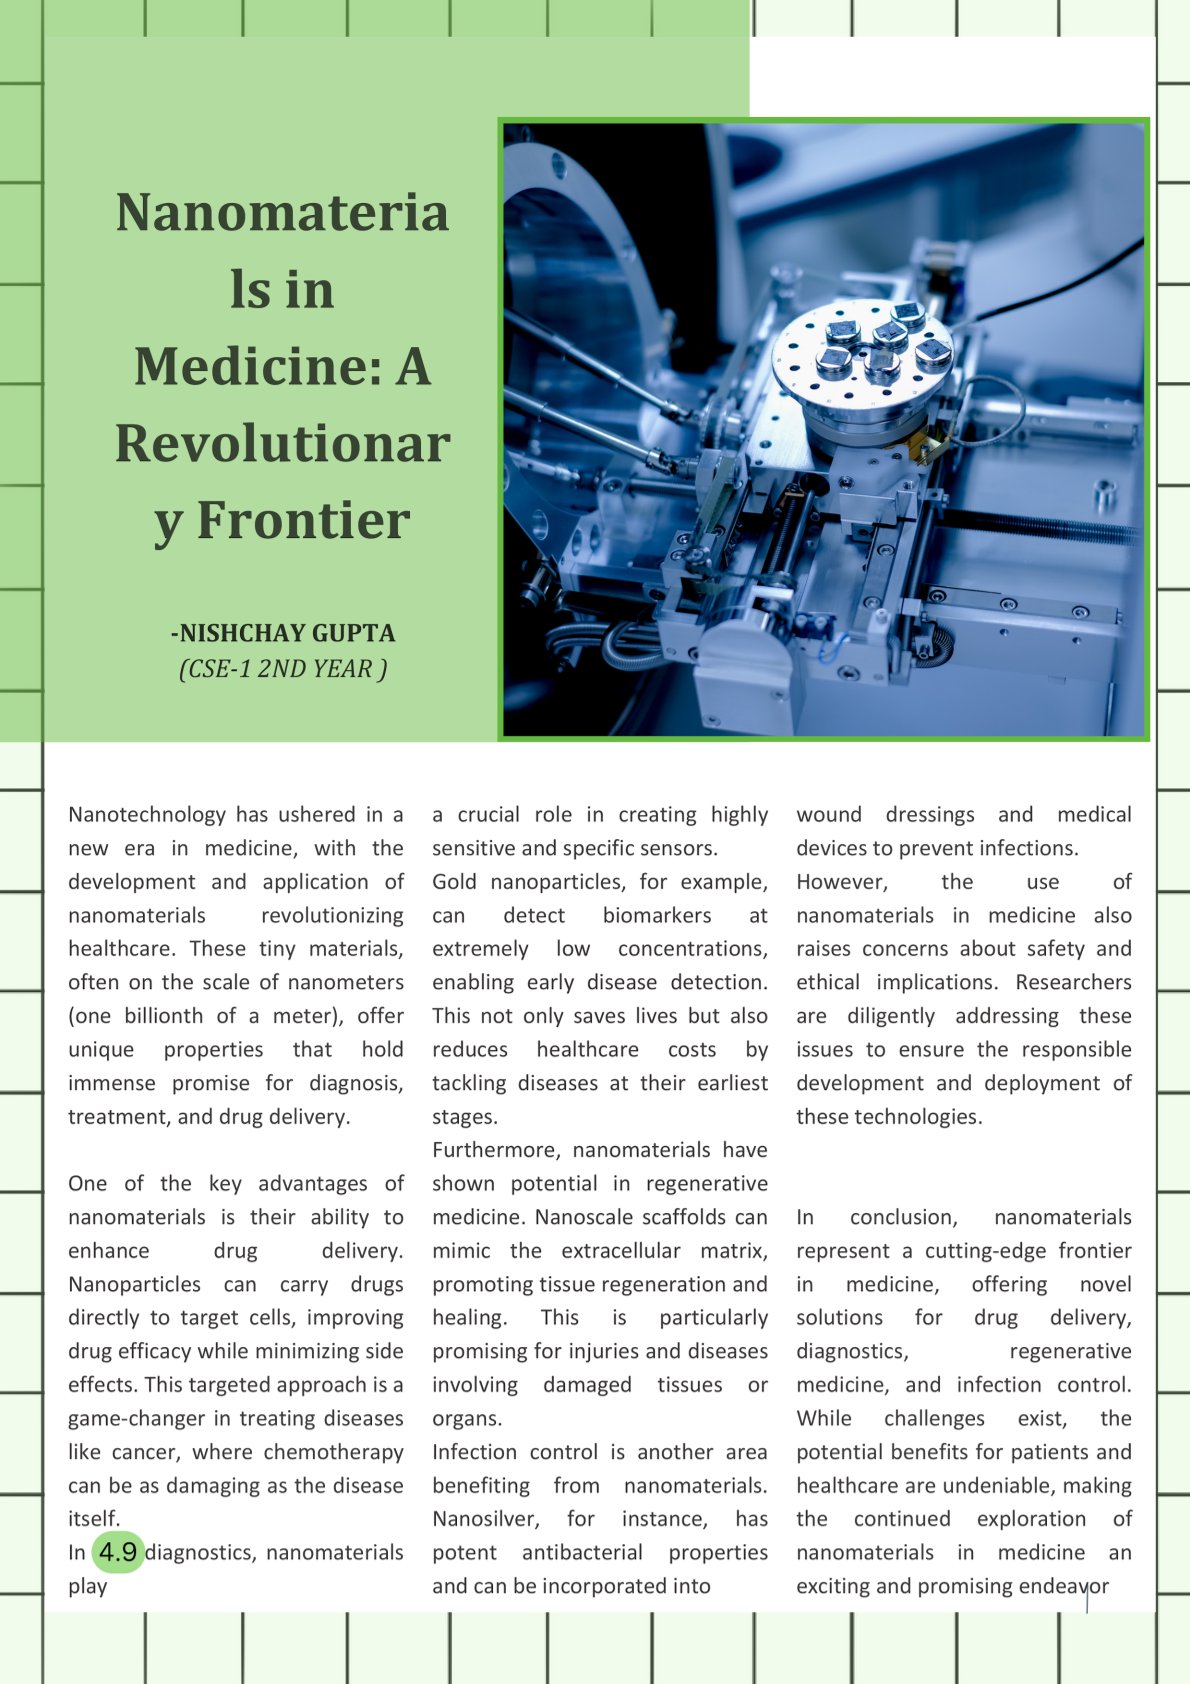 Nanomateria
ls in
Medicine: A
Revolutionar
y Frontier
-NISHCHAY GUPTA
(CSE-1 2ND YEAR )
Nanotechnology has ushered in a
new era in medicine, with the
development and application of
nanomaterials revolutionizing
healthcare. These tiny materials,
often on the scale of nanometers
(one billionth of a meter), offer
unique properties that hold
immense promise for diagnosis,
treatment, and drug delivery.
One of the key advantages of
nanomaterials is their ability to
enhance drug delivery.
Nanoparticles can carry drugs
directly to target cells, improving
drug efficacy while minimizing side
effects. This targeted approach is a
game-changer in treating diseases
like cancer, where chemotherapy
can be as damaging as the disease
itself.
In 4.9 diagnostics, nanomaterials
play
a crucial role in creating highly
sensitive and specific sensors.
Gold nanoparticles, for example,
can detect biomarkers at
extremely low concentrations,
enabling early disease detection.
This not only saves lives but also
reduces healthcare costs by
tackling diseases at their earliest
stages.
Furthermore, nanomaterials have
shown potential in regenerative
medicine. Nanoscale scaffolds can
mimic the extracellular matrix,
promoting tissue regeneration and
healing. This is particularly
promising for injuries and diseases
involving damaged tissues or
organs.
Infection control is another area
benefiting from nanomaterials.
Nanosilver, for instance, has
potent antibacterial properties
and can be incorporated into
wound dressings and medical
devices to prevent infections.
However, the use of
nanomaterials in medicine also
raises concerns about safety and
ethical implications. Researchers
are diligently addressing these
issues to ensure the responsible
development and deployment of
these technologies.
In conclusion, nanomaterials
represent a cutting-edge frontier
in medicine, offering novel
solutions for drug delivery,
diagnostics, regenerative
medicine, and infection control.
While challenges exist, the
potential benefits for patients and
healthcare are undeniable, making
the continued exploration of
nanomaterials in medicine an
exciting and promising endeavor